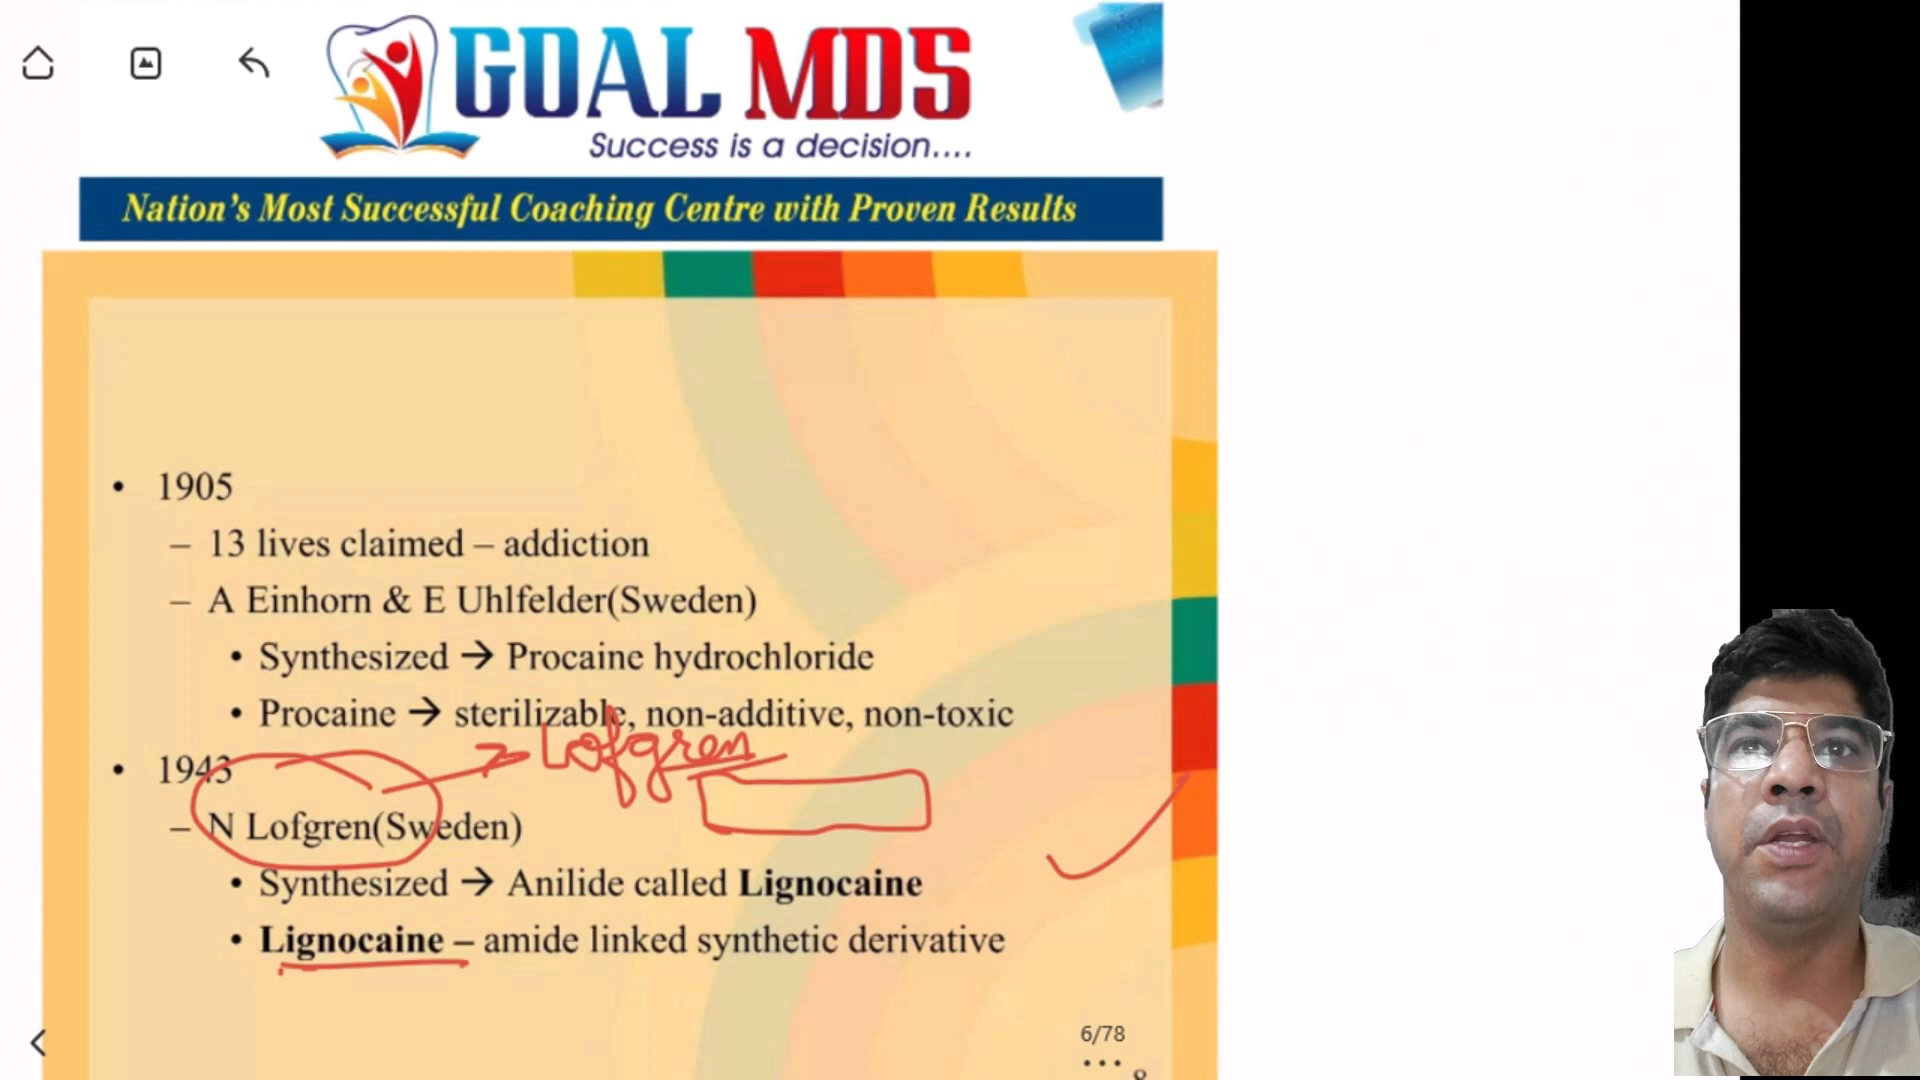 GOAL MDS
Success is a decision....
Nation's Most Successful Coaching Centre with Proven Results
• 1905
– 13 lives claimed – addiction
– A Einhorn & E Uhlfelder(Sweden)
• Synthesized → Procaine hydrochloride
• Procaine → sterilizable, non-additive, non-toxic
Lofgren
• 1943
– N Lofgren(Sweden)
• Synthesized → Anilide called Lignocaine
• Lignocaine – amide linked synthetic derivative
6/78